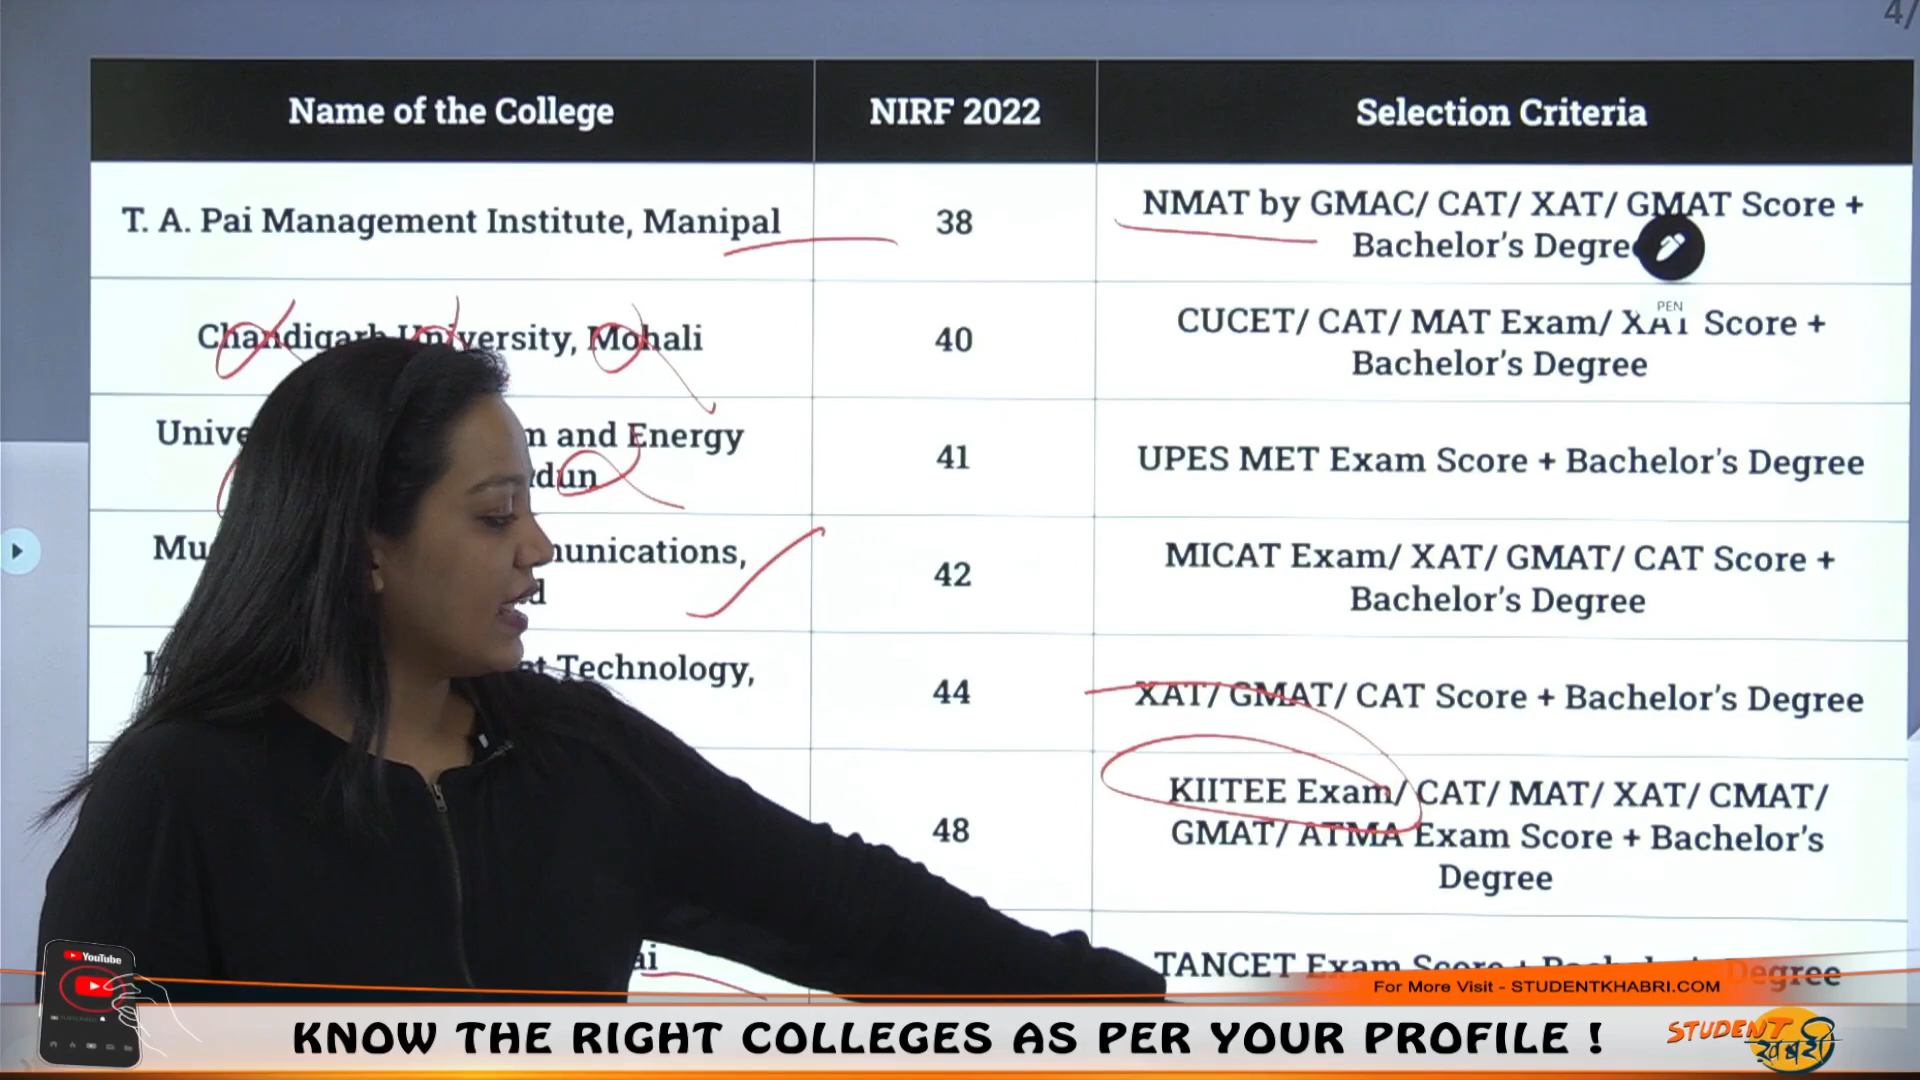 4/
Name of the College NIRF 2022 Selection Criteria
T. A. Pai Management Institute, Manipal 38 NMAT by GMAC/ CAT/ XAT/ GMAT Score +
Bachelor's Degree
PEN
Chandigarh University, Mohali 40 CUCET/ CAT/ MAT Exam/ XAT Score +
Bachelor's Degree
and Energy
41 UPES MET Exam Score + Bachelor's Degree
42 MICAT Exam/ XAT/ GMAT/ CAT Score +
Bachelor's Degree
Technology,
44 XAT/ GMAT/ CAT Score + Bachelor's Degree
48 KIITEE Exam/ CAT/ MAT/ XAT/ CMAT/
GMAT/ ATMA Exam Score + Bachelor's
Degree
TANCET Exam Score + Bachelor's Degree
YouTube
For More Visit - STUDENTKHABRI.COM
KNOW THE RIGHT COLLEGES AS PER YOUR PROFILE !
STUDENT
खबरी